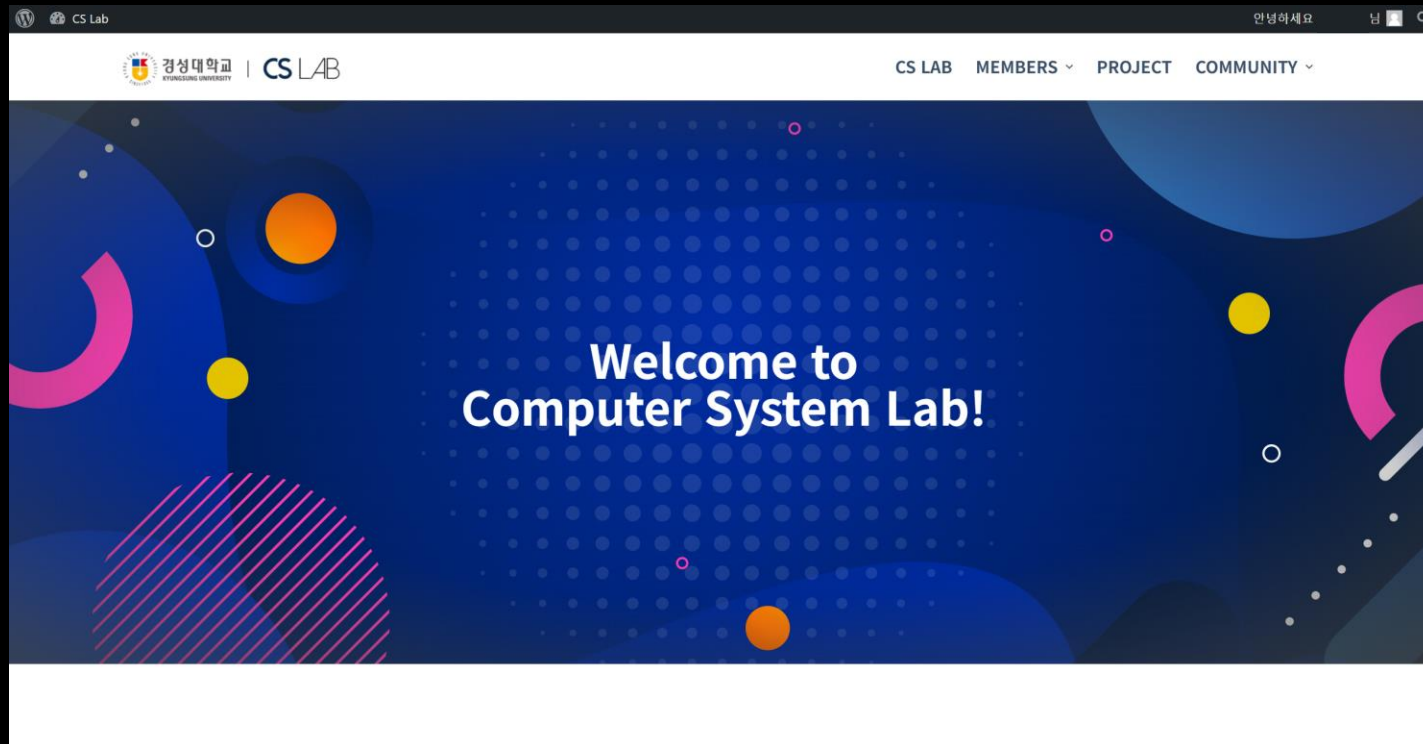 CS Lab 안녕하세요 님
경성대학교 CS LAB CS LAB MEMBERS PROJECT COMMUNITY
KYUNGSUNG UNIVERSITY
Welcome to
Computer System Lab!